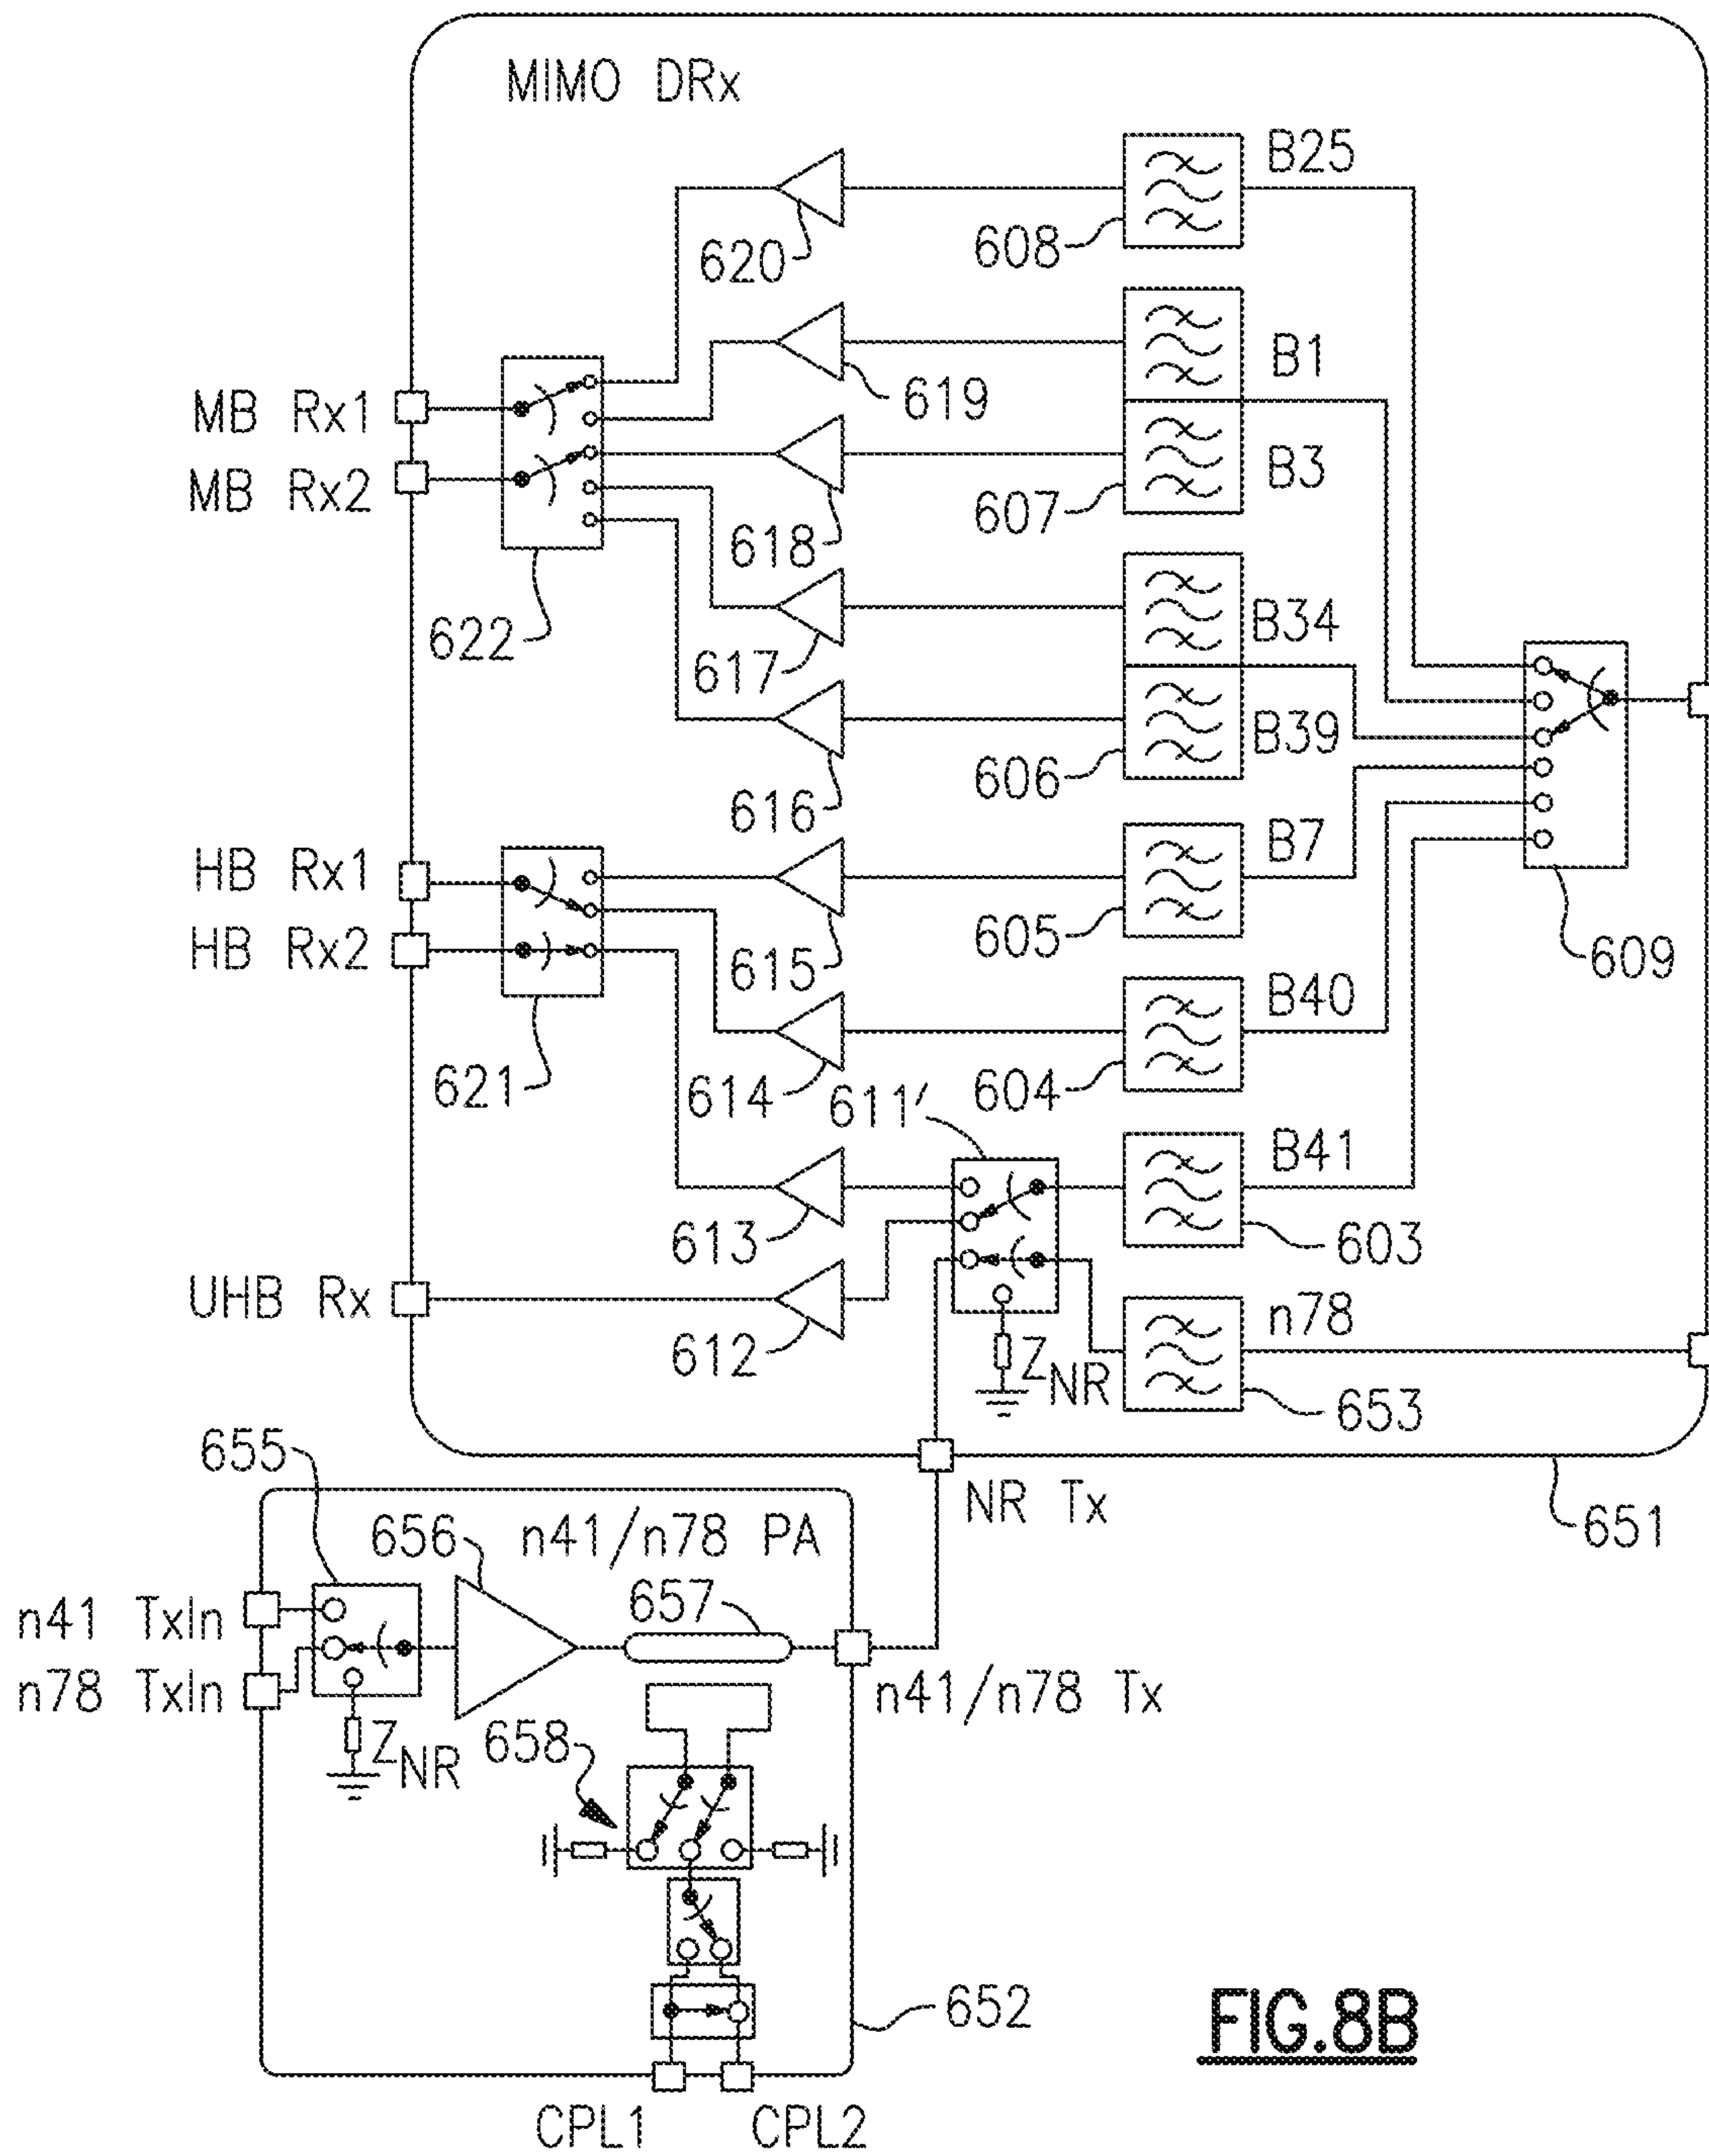 MIMO DRx
B25
620
608
B1
MB Rx1
619
MB Rx2
B3
607
618
B34
622
617
B39
606
616
HB Rx1
B7
HB Rx2
605
609
615
B40
621
614
604
611'
B41
613
603
UHB Rx
n78
612
ZNR
653
655
NR Tx
651
656
n41/n78 PA
657
n41 TxIn
n78 TxIn
n41/n78 Tx
658
ZNR
652
FIG.8B
CPL1
CPL2